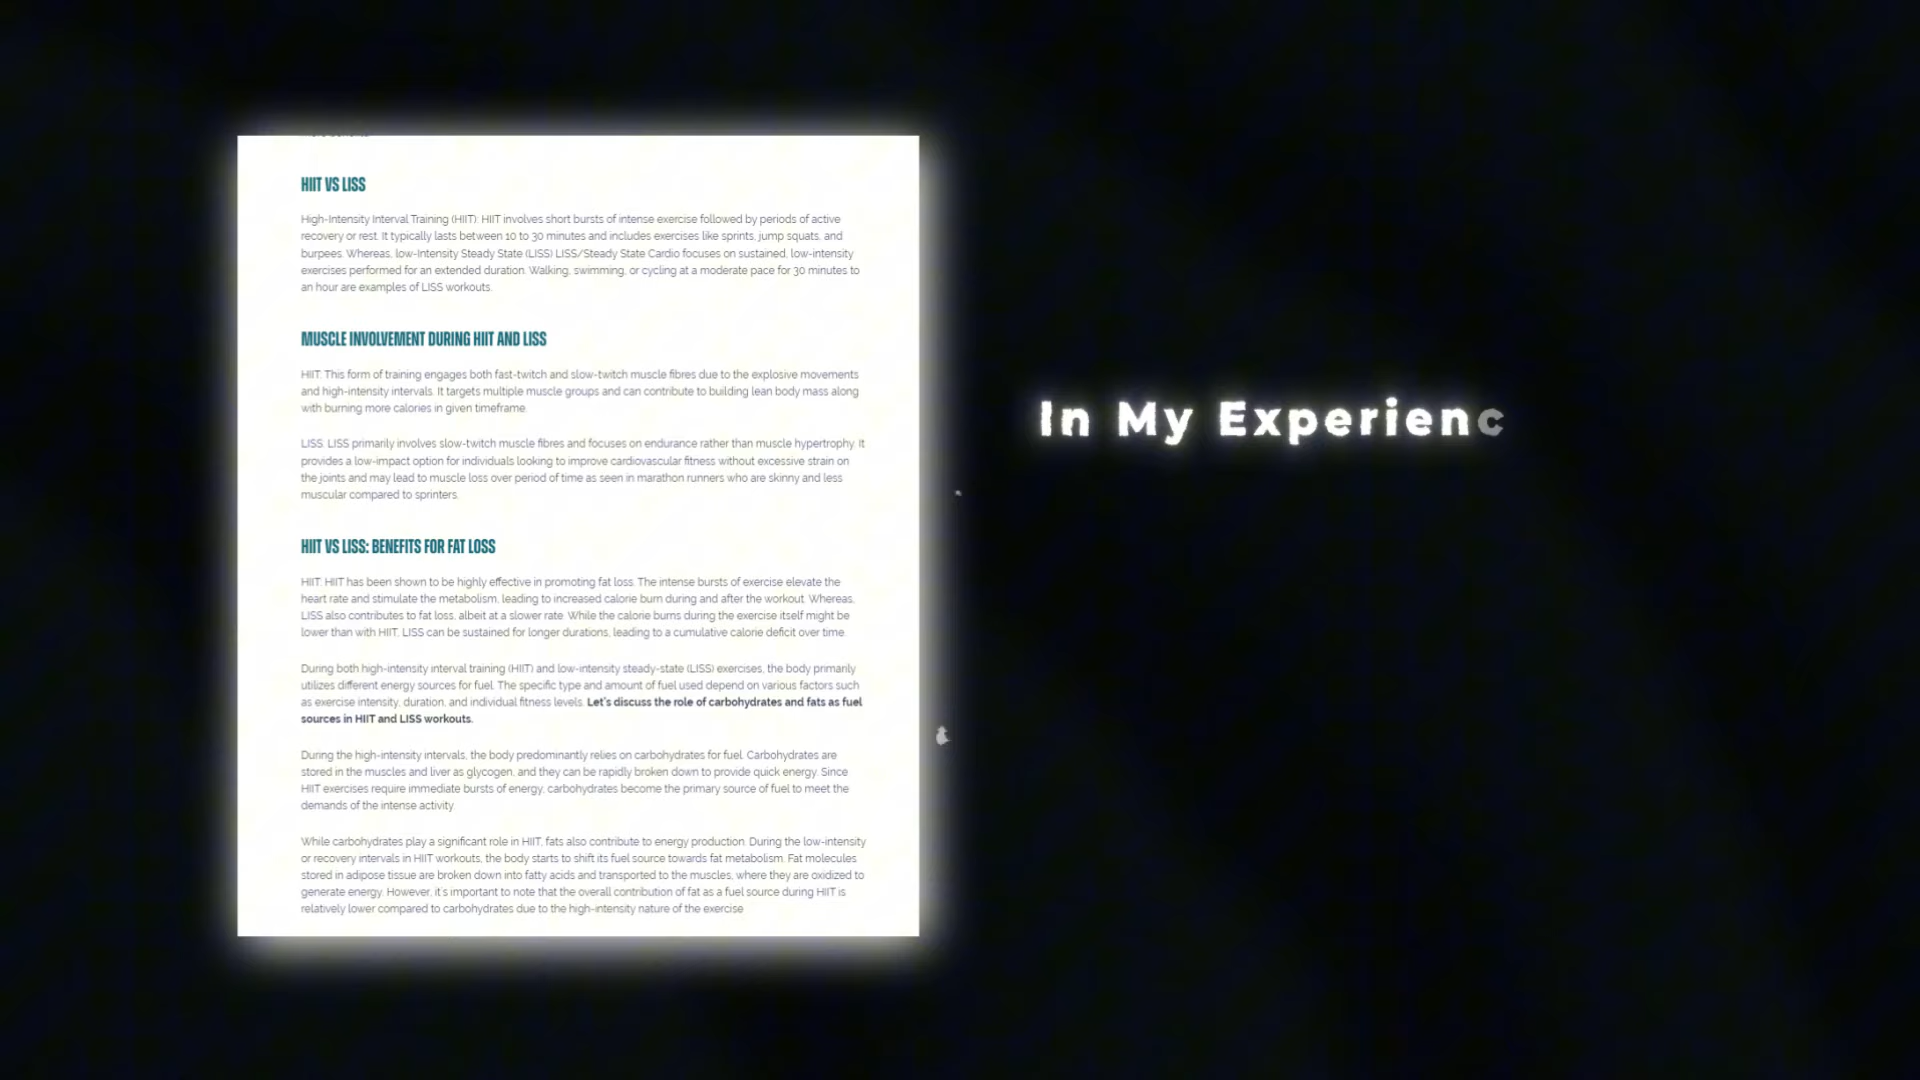 HIIT VS LISS
High-Intensity Interval Training (HIIT): HIIT involves short bursts of intense exercise followed by periods of active
recovery or rest. It typically lasts between 10 to 30 minutes and includes exercises like sprints, jump squats, and
burpees. Whereas, low-Intensity Steady State (LISS) LISS/Steady State Cardio focuses on sustained, low-intensity
exercises performed for an extended duration. Walking, swimming, or cycling at a moderate pace for 30 minutes to
an hour are examples of LISS workouts.
MUSCLE INVOLVEMENT DURING HIIT AND LISS
HIIT: This form of training engages both fast-twitch and slow-twitch muscle fibres due to the explosive movements
and high-intensity intervals. It targets multiple muscle groups and can contribute to building lean body mass along
with burning more calories in given timeframe.
LISS: LISS primarily involves slow-twitch muscle fibres and focuses on endurance rather than muscle hypertrophy. It
provides a low-impact option for individuals looking to improve cardiovascular fitness without excessive strain on
the joints and may lead to muscle loss over period of time as seen in marathon runners who are skinny and less
muscular compared to sprinters.
HIIT VS LISS: BENEFITS FOR FAT LOSS
HIIT: HIIT has been shown to be highly effective in promoting fat loss. The intense bursts of exercise elevate the
heart rate and stimulate the metabolism, leading to increased calorie burn during and after the workout. Whereas,
LISS also contributes to fat loss, albeit at a slower rate. While the calorie burns during the exercise itself might be
lower than with HIIT, LISS can be sustained for longer durations, leading to a cumulative calorie deficit over time.
During both high-intensity interval training (HIIT) and low-intensity steady-state (LISS) exercises, the body primarily
utilizes different energy sources for fuel. The specific type and amount of fuel used depend on various factors such
as exercise intensity, duration, and individual fitness levels. Let's discuss the role of carbohydrates and fats as fuel
sources in HIIT and LISS workouts.
During the high-intensity intervals, the body predominantly relies on carbohydrates for fuel. Carbohydrates are
stored in the muscles and liver as glycogen, and they can be rapidly broken down to provide quick energy. Since
HIIT exercises require immediate bursts of energy, carbohydrates become the primary source of fuel to meet the
demands of the intense activity.
While carbohydrates play a significant role in HIIT, fats also contribute to energy production. During the low-intensity
or recovery intervals in HIIT workouts, the body starts to shift its fuel source towards fat metabolism. Fat molecules
stored in adipose tissue are broken down into fatty acids and transported to the muscles, where they are oxidized to
generate energy. However, it's important to note that the overall contribution of fat as a fuel source during HIIT is
relatively lower compared to carbohydrates due to the high-intensity nature of the exercise
In My Experienc